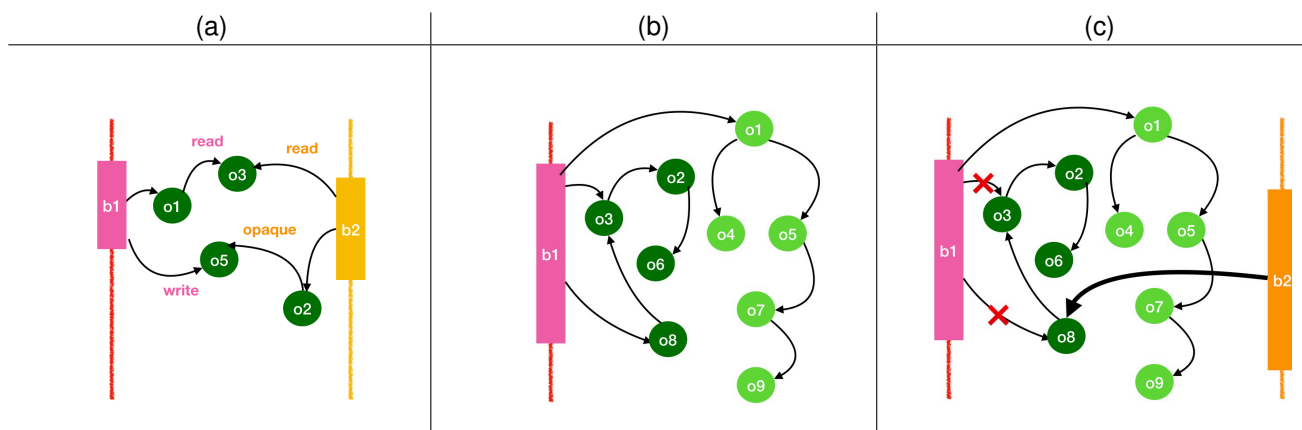 (a)
(b)
(c)
read
read
o3
b1
o1
b2
opaque
o5
write
o2
o1
o2
o3
o4
o5
b1
o6
o7
o8
o9
o1
o2
o3
o4
o5
b1
o6
b2
o7
o8
o9